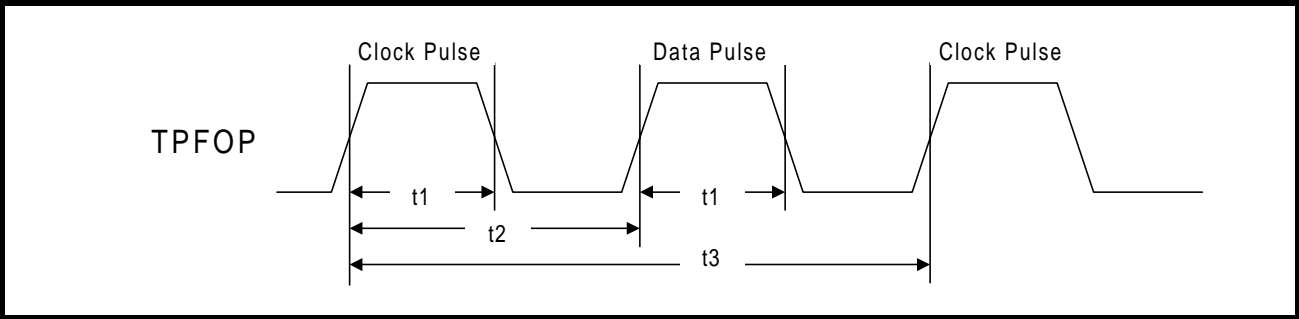 Clock Pulse
Data Pulse
Clock Pulse
TPFOP
t1
t1
t2
t3